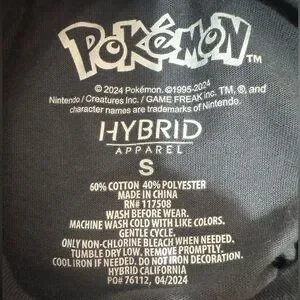 POKéMON™
© 2024 Pokémon. ©1995-2024
Nintendo / Creatures Inc. / GAME FREAK inc. TM, ®, and
character names are trademarks of Nintendo.
HYBRID
APPAREL
S
60% COTTON 40% POLYESTER
MADE IN CHINA
RN# 117508
WASH BEFORE WEAR.
MACHINE WASH COLD WITH LIKE COLORS.
GENTLE CYCLE.
ONLY NON-CHLORINE BLEACH WHEN NEEDED.
TUMBLE DRY LOW. REMOVE PROMPTLY.
COOL IRON IF NEEDED. DO NOT IRON DECORATION.
HYBRID CALIFORNIA
PO# 76112, 04/2024